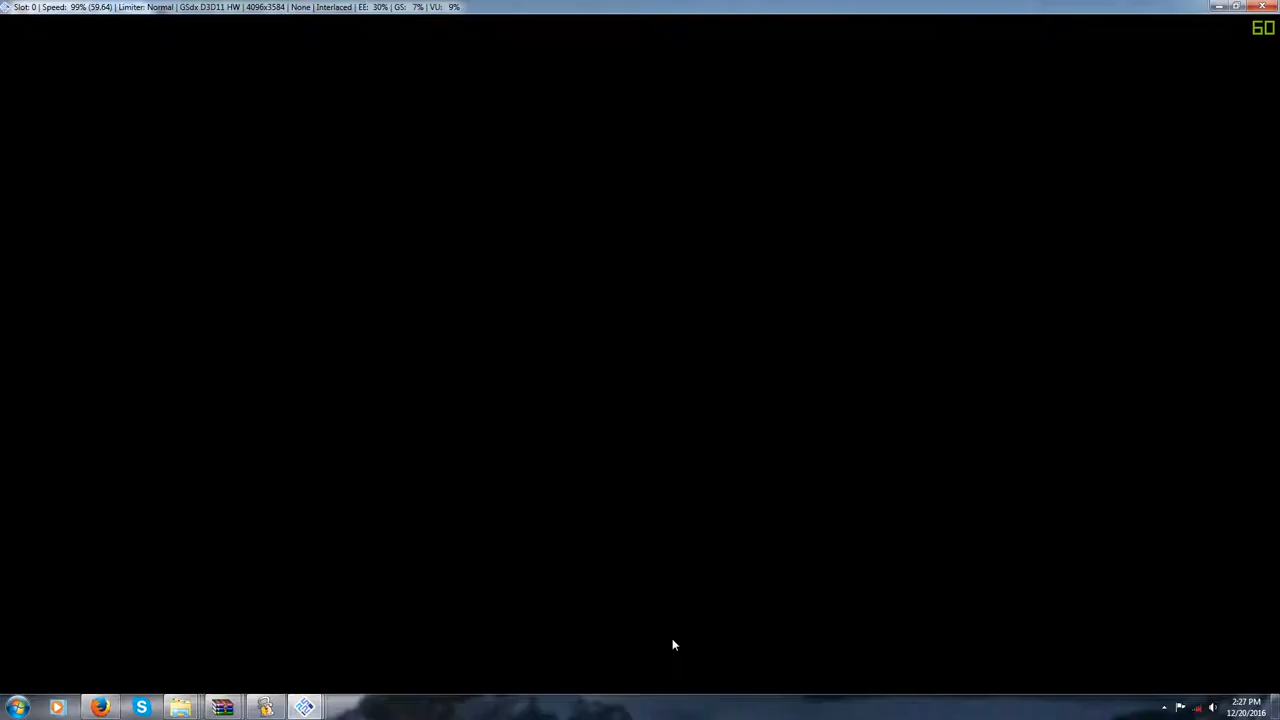 Slot: 0 | Speed: 99% (59.64) | Limiter: Normal | GSdx D3D11 HW | 4096x3584 | None | Interlaced | EE: 30% | GS: 7% | VU: 9%
60
2:27 PM
12/20/2016